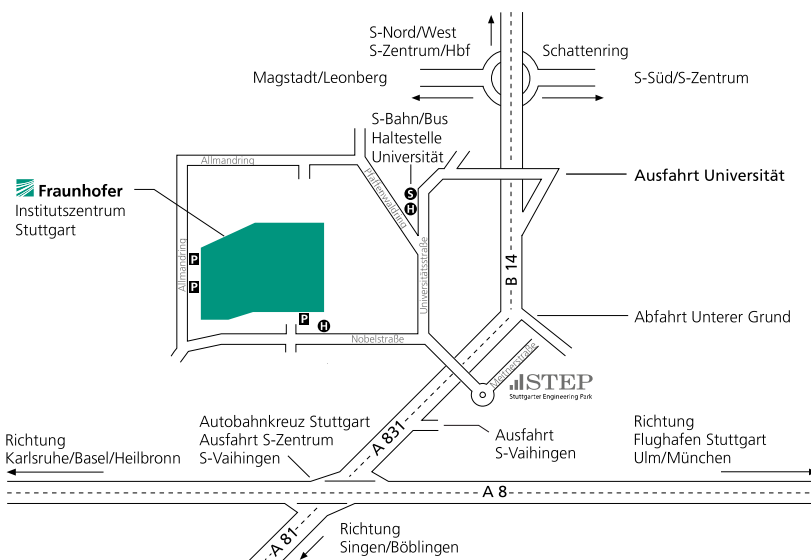 S-Nord/West
S-Zentrum/Hbf
Schattenring
Magstadt/Leonberg
S-Süd/S-Zentrum
S-Bahn/Bus
Haltestelle
Universität
Allmandring
Pfaffenwaldring
S
H
Ausfahrt Universität
Fraunhofer
Institutszentrum
Stuttgart
Allmandring
P
P
Universitätsstraße
B 14
P
H
Nobelstraße
Abfahrt Unterer Grund
Meitnerstraße
STEP
Stuttgarter Engineering Park
Autobahnkreuz Stuttgart
Ausfahrt S-Zentrum
S-Vaihingen
A 831
Ausfahrt
S-Vaihingen
Richtung
Karlsruhe/Basel/Heilbronn
Richtung
Flughafen Stuttgart
Ulm/München
A 8
A 81
Richtung
Singen/Böblingen